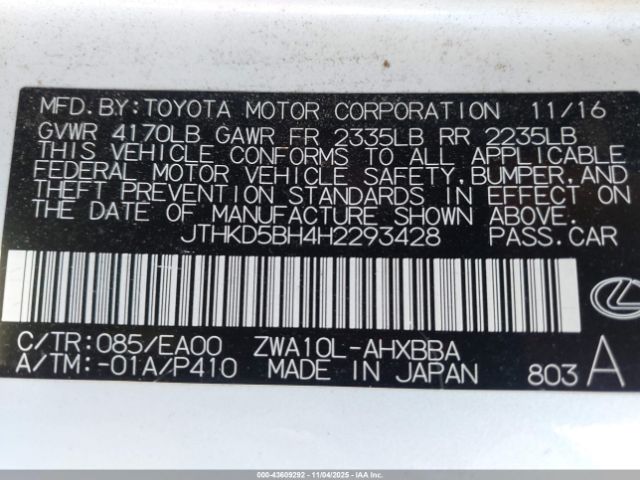 MFD.BY:TOYOTA MOTOR CORPORATION 11/16
GVWR 4170LB GAWR FR 2335LB RR 2235LB
THIS VEHICLE CONFORMS TO ALL APPLICABLE
FEDERAL MOTOR VEHICLE SAFETY,BUMPER,AND
THEFT PREVENTION STANDARDS IN EFFECT ON
THE DATE OF MANUFACTURE SHOWN ABOVE.
JTHKD5BH4H2293428 PASS.CAR
C/TR:085/EA00 ZWA10L-AHXBBA
A/TM:-01A/P410 MADE IN JAPAN 803 A
000-43609292 - 11/04/2025 - IAAI.COM